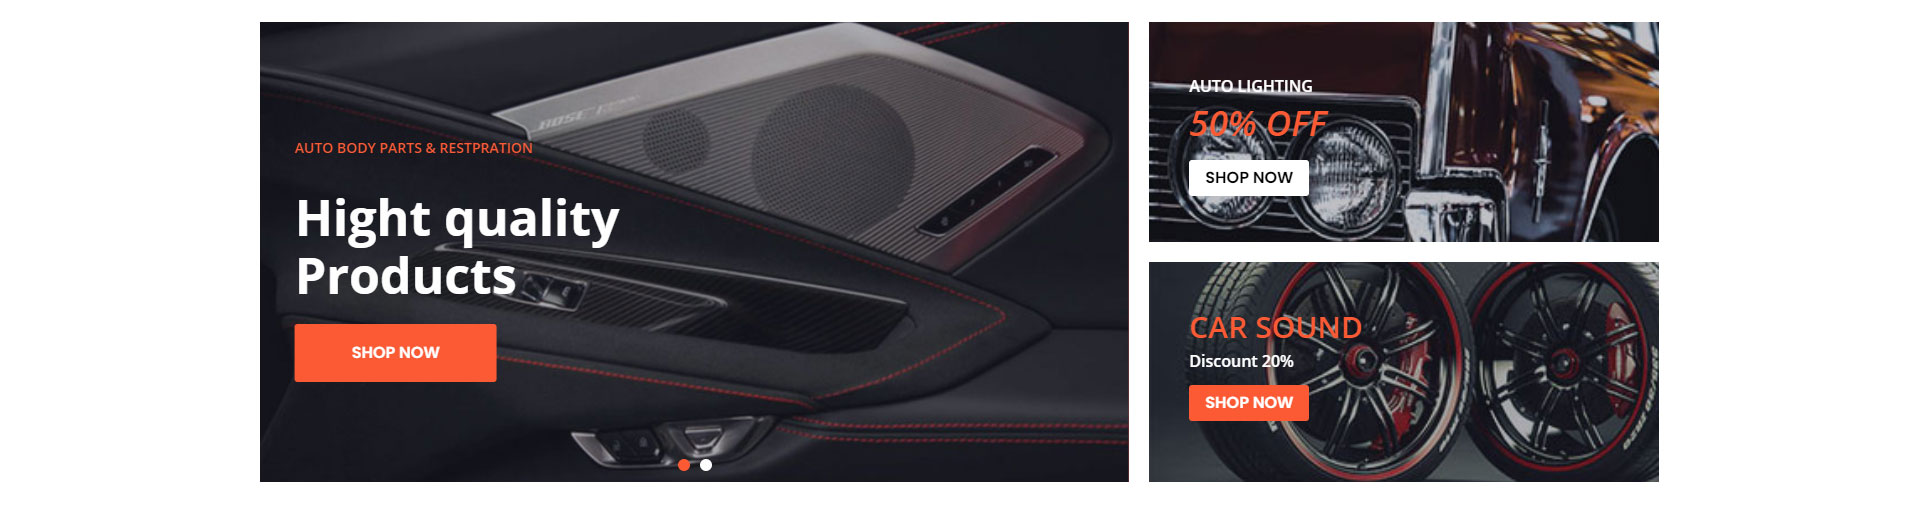 BOSE
AUTO BODY PARTS & RESTPRATION
Hight quality
Products
SHOP NOW
AUTO LIGHTING
50% OFF
SHOP NOW
CAR SOUND
Discount 20%
SHOP NOW